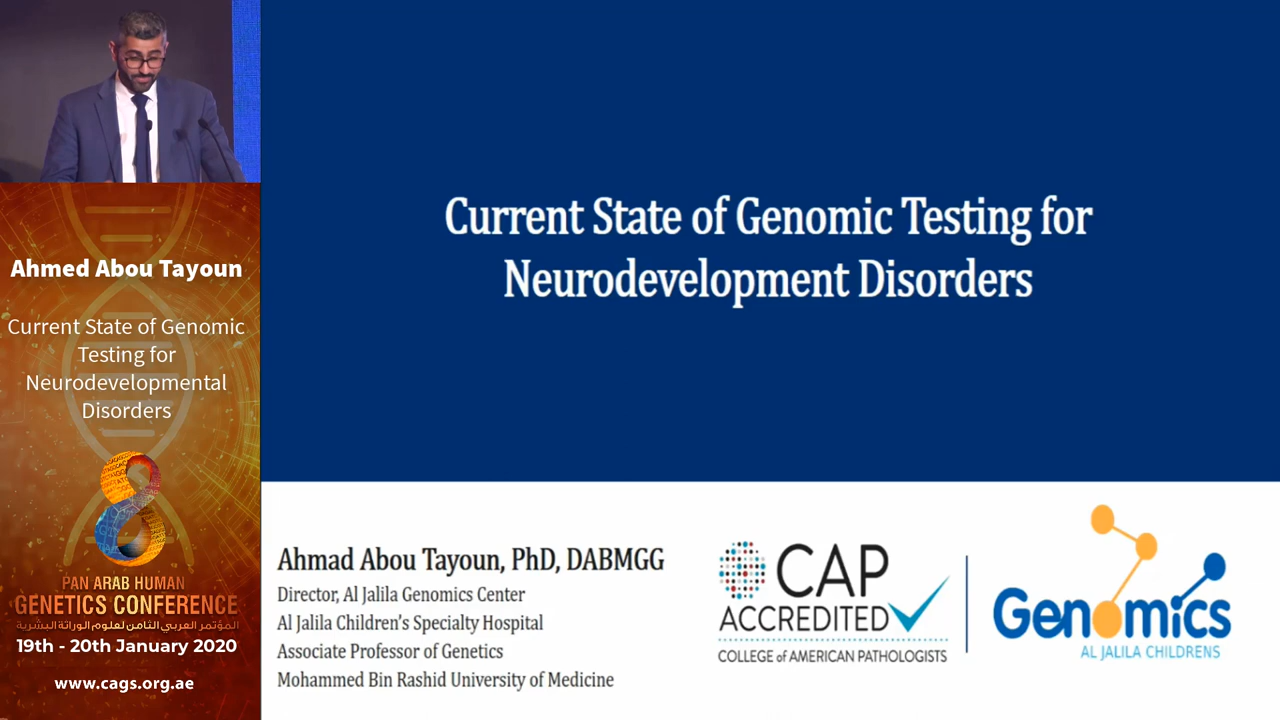 Ahmed Abou Tayoun
Current State of Genomic
Testing for
Neurodevelopmental
Disorders
8
PAN ARAB HUMAN
GENETICS CONFERENCE
المؤتمر العربي الثامن لعلوم الوراثة البشرية
19th - 20th January 2020
www.cags.org.ae
Current State of Genomic Testing for
Neurodevelopment Disorders
Ahmad Abou Tayoun, PhD, DABMGG
Director, Al Jalila Genomics Center
Al Jalila Children's Specialty Hospital
Associate Professor of Genetics
Mohammed Bin Rashid University of Medicine
CAP
ACCREDITED
COLLEGE of AMERICAN PATHOLOGISTS
Genomics
AL JALILA CHILDRENS